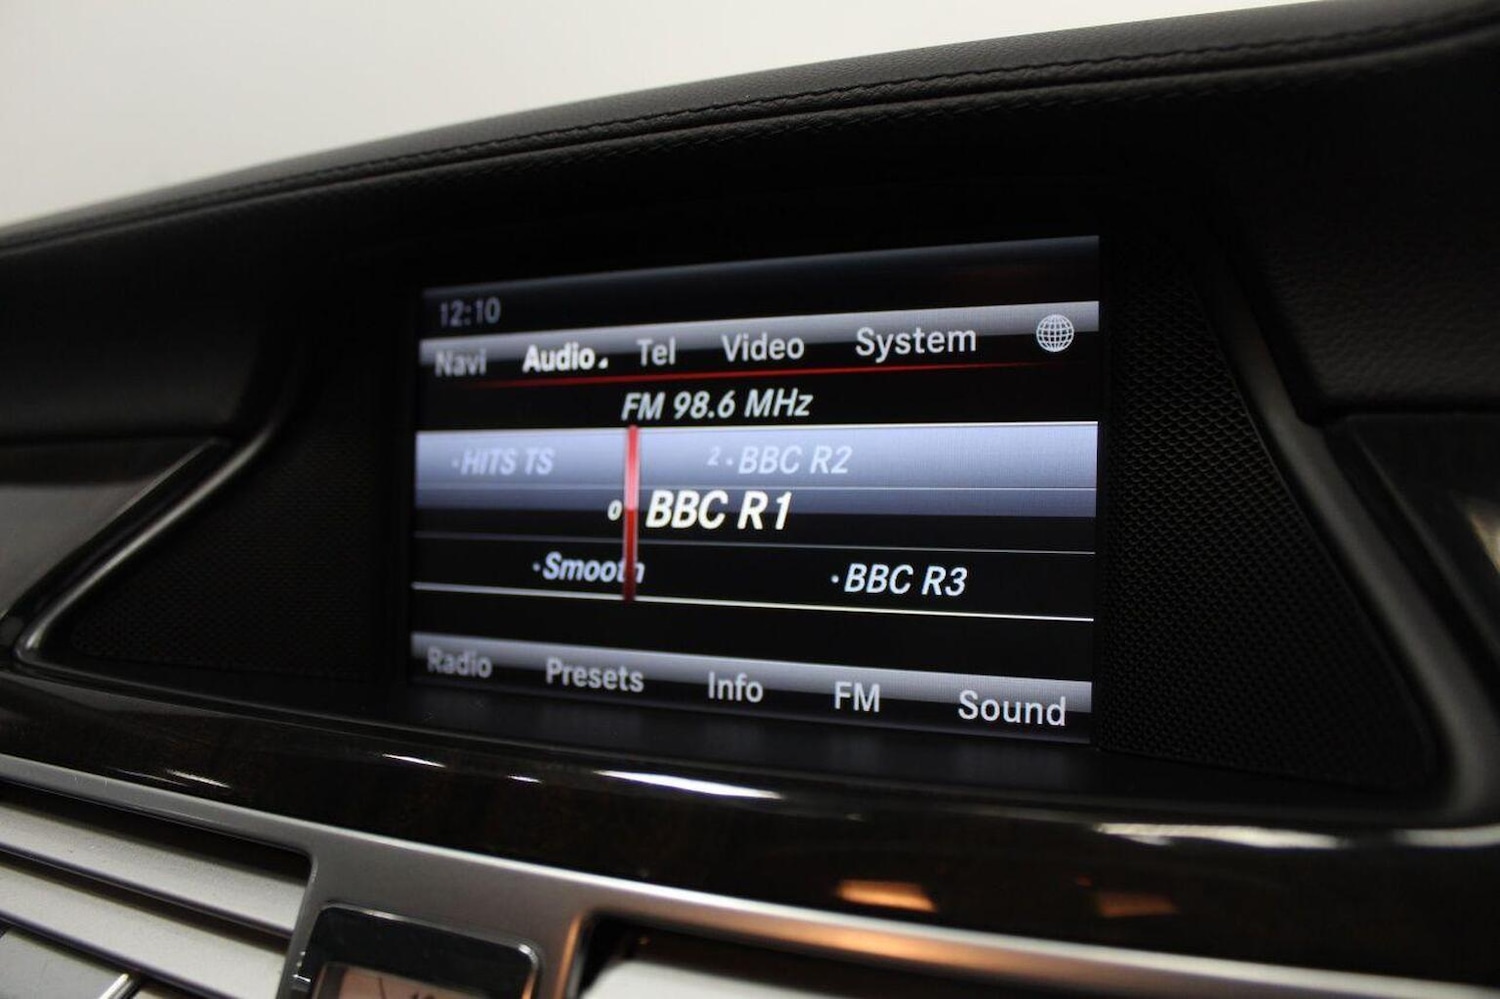 12:10
Navi Audio Tel Video System
FM 98.6 MHz
·HITS TS 2·BBC R2
0 BBC R1
·Smooth ·BBC R3
Radio Presets Info FM Sound